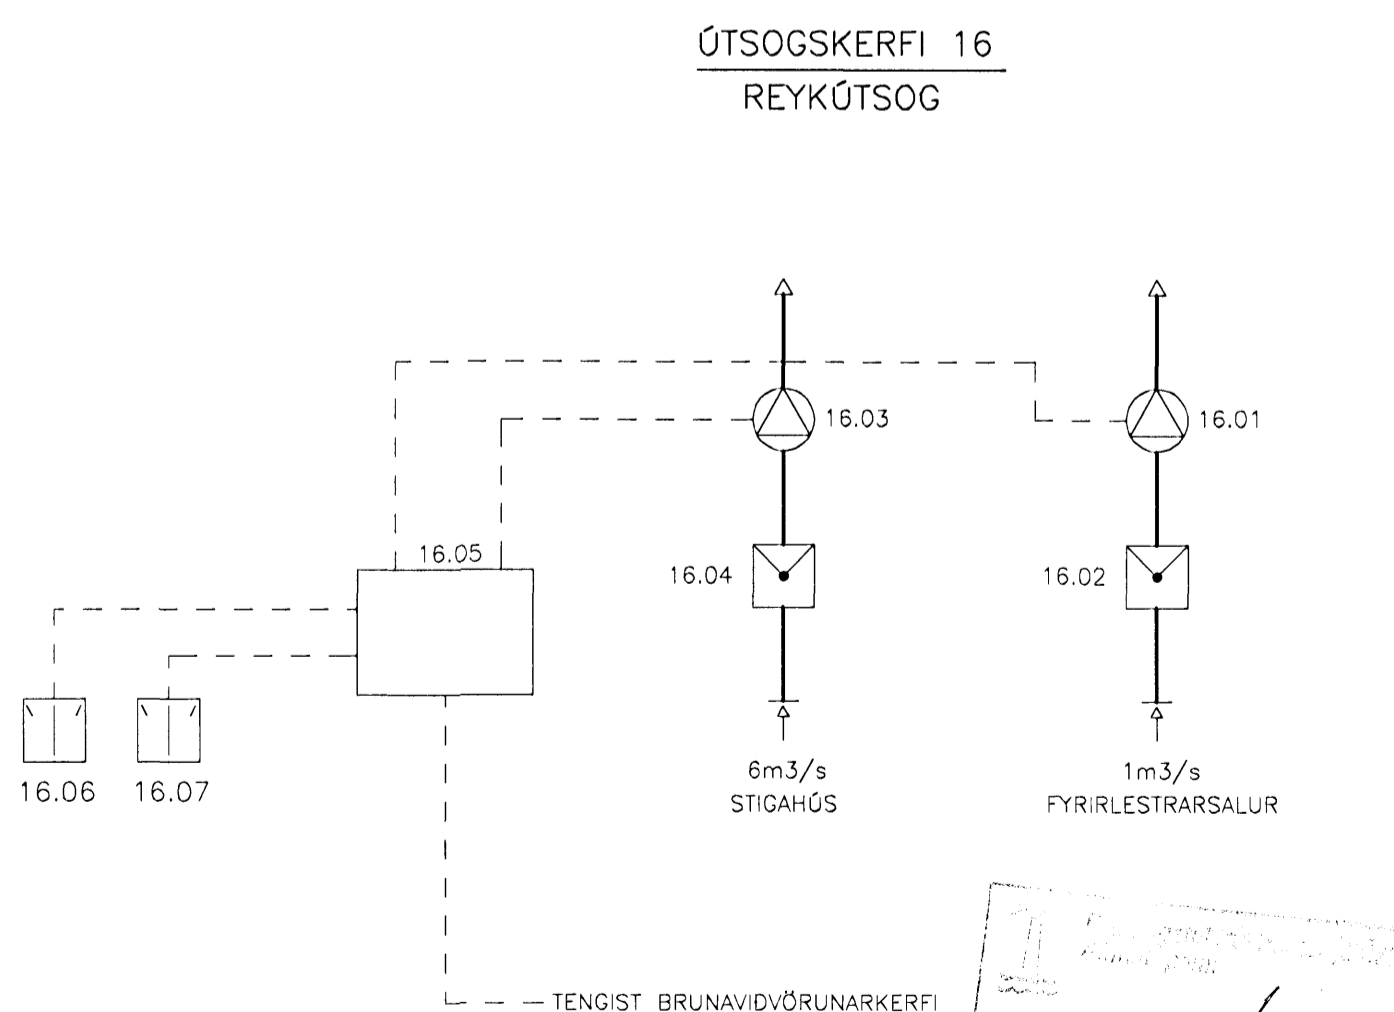 ÚTSOGSKERFI 16
REYKÚTSOG
16.03
16.01
16.05
16.04
16.02
16.06
16.07
6m3/s
STIGAHÚS
1m3/s
FYRIRLESTRARSALUR
TENGIST BRUNAVIDVÖRUNARKERFI